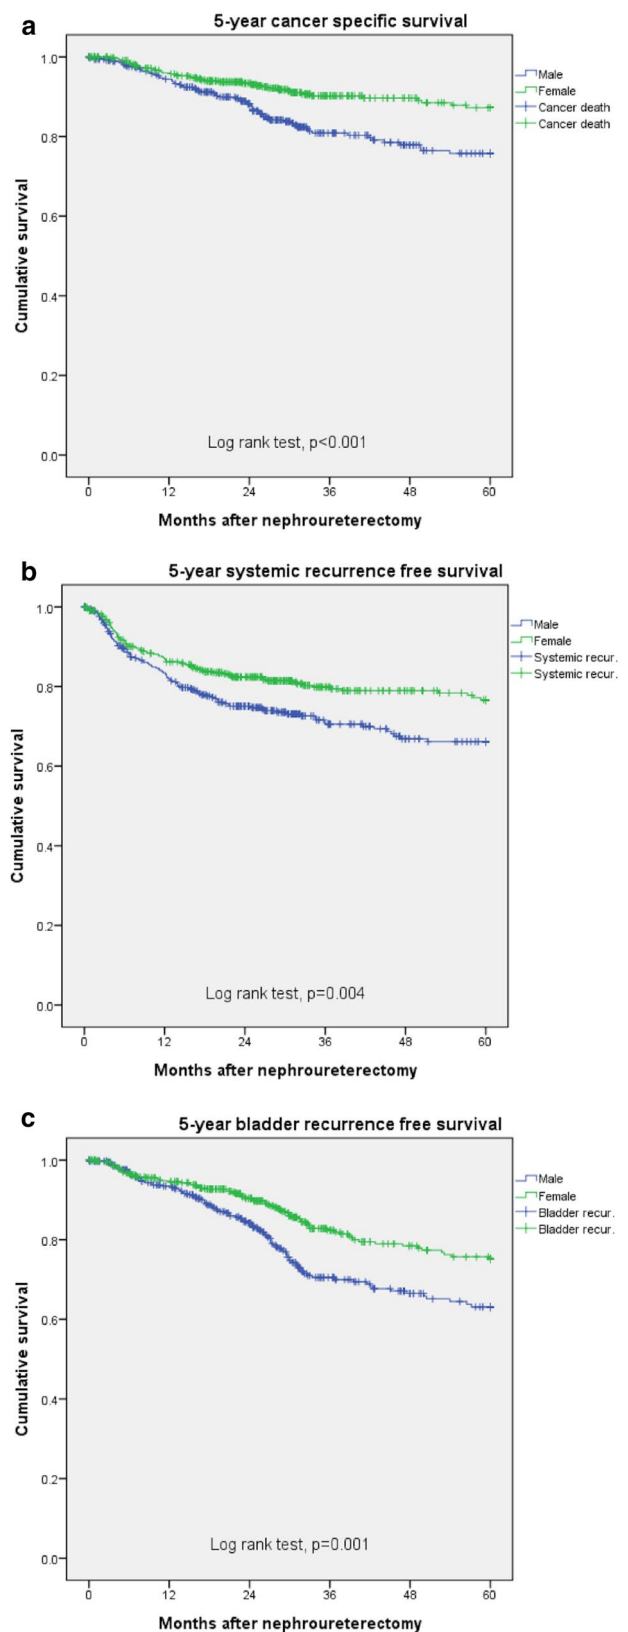 a
5-year cancer specific survival
1.0
0.8
0.6
0.4
0.2
0.0
Cumulative survival
Male
Female
Cancer death
Cancer death
Log rank test, p<0.001
0 12 24 36 48 60
Months after nephroureterectomy
b
5-year systemic recurrence free survival
1.0
0.8
0.6
0.4
0.2
0.0
Cumulative survival
Male
Female
Systemic recur.
Systemic recur.
Log rank test, p=0.004
0 12 24 36 48 60
Months after nephroureterectomy
c
5-year bladder recurrence free survival
1.0
0.8
0.6
0.4
0.2
0.0
Cumulative survival
Male
Female
Bladder recur.
Bladder recur.
Log rank test, p=0.001
0 12 24 36 48 60
Months after nephroureterectomy